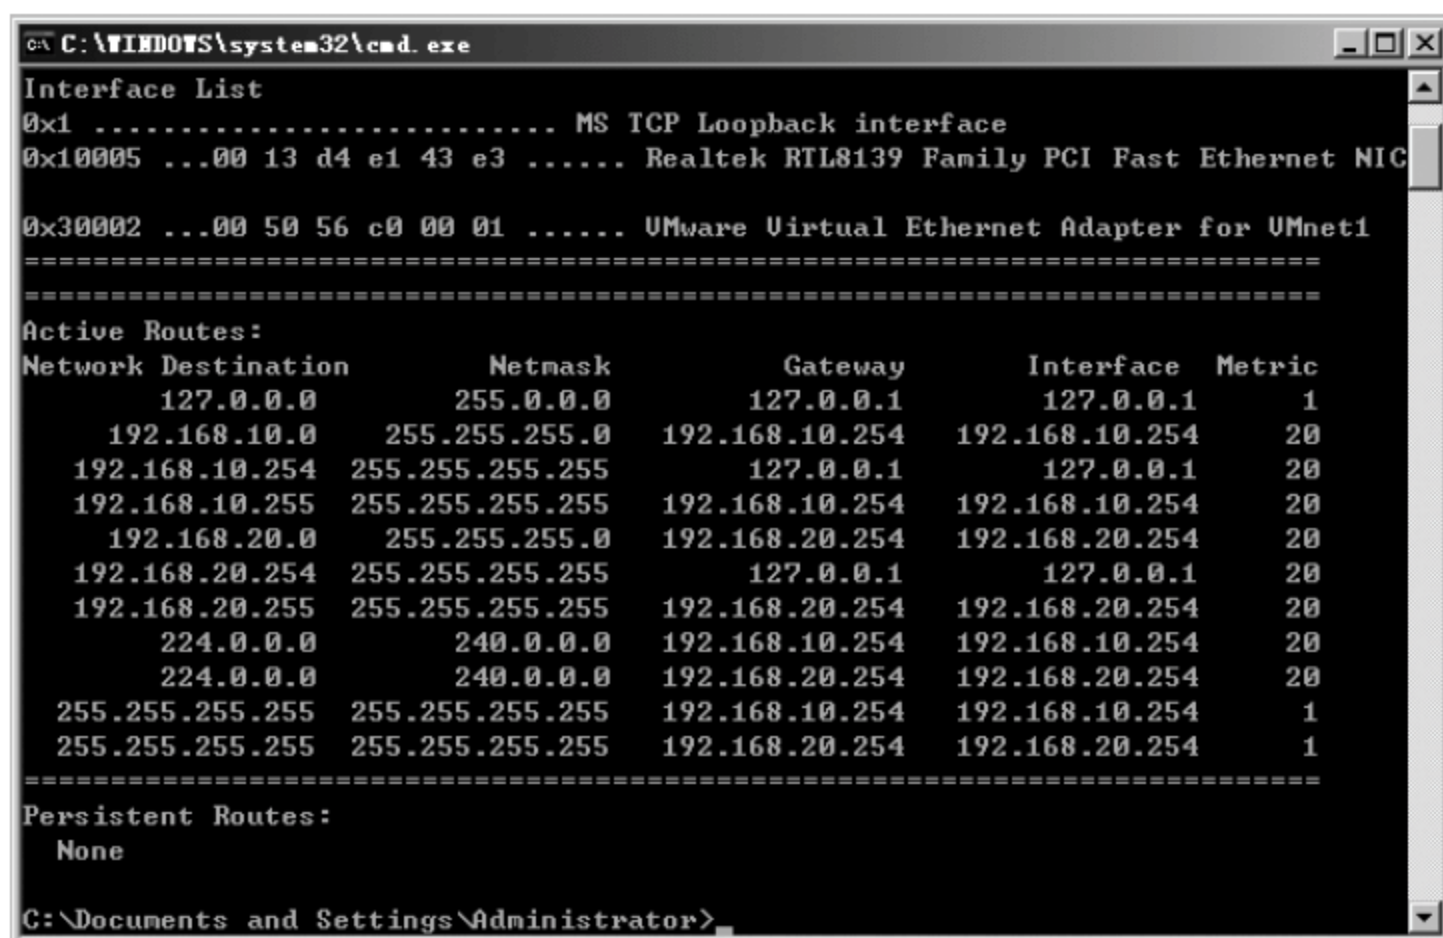 C:\WINDOWS\system32\cmd.exe
Interface List
0x1 ........................... MS TCP Loopback interface
0x10005 ...00 13 d4 e1 43 e3 ...... Realtek RTL8139 Family PCI Fast Ethernet NIC
0x30002 ...00 50 56 c0 00 01 ...... VMware Virtual Ethernet Adapter for VMnet1
===========================================================================
===========================================================================
Active Routes:
Network Destination        Netmask          Gateway       Interface  Metric
        127.0.0.0        255.0.0.0        127.0.0.1        127.0.0.1       1
     192.168.10.0    255.255.255.0   192.168.10.254   192.168.10.254      20
   192.168.10.254  255.255.255.255        127.0.0.1        127.0.0.1      20
   192.168.10.255  255.255.255.255   192.168.10.254   192.168.10.254      20
     192.168.20.0    255.255.255.0   192.168.20.254   192.168.20.254      20
   192.168.20.254  255.255.255.255        127.0.0.1        127.0.0.1      20
   192.168.20.255  255.255.255.255   192.168.20.254   192.168.20.254      20
        224.0.0.0        240.0.0.0   192.168.10.254   192.168.10.254      20
        224.0.0.0        240.0.0.0   192.168.20.254   192.168.20.254      20
  255.255.255.255  255.255.255.255   192.168.10.254   192.168.10.254       1
  255.255.255.255  255.255.255.255   192.168.20.254   192.168.20.254       1
===========================================================================
Persistent Routes:
  None
C:\Documents and Settings\Administrator>_